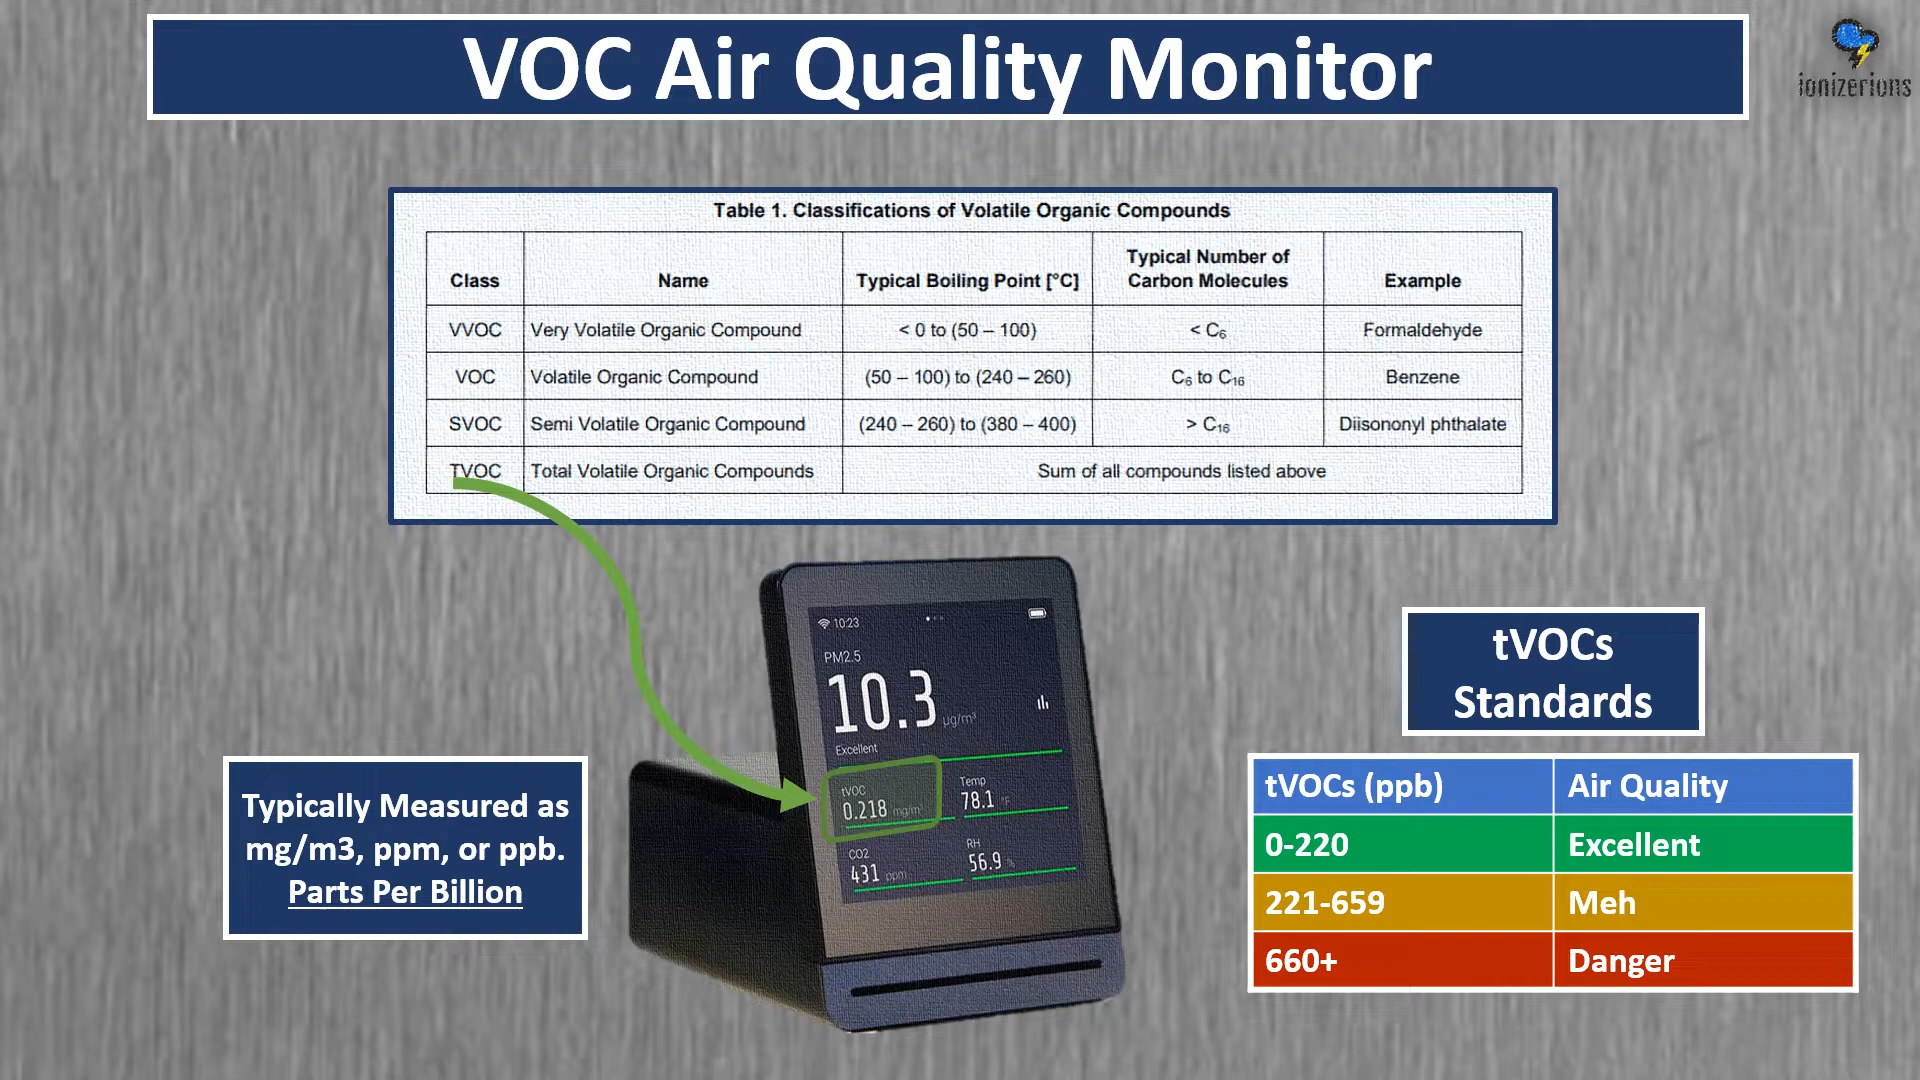 VOC Air Quality Monitor
ionizerions
Table 1. Classifications of Volatile Organic Compounds
Class Name Typical Boiling Point [°C] Typical Number of Carbon Molecules Example
VVOC Very Volatile Organic Compound < 0 to (50 – 100) < C₆ Formaldehyde
VOC Volatile Organic Compound (50 – 100) to (240 – 260) C₆ to C₁₆ Benzene
SVOC Semi Volatile Organic Compound (240 – 260) to (380 – 400) > C₁₆ Diisononyl phthalate
TVOC Total Volatile Organic Compounds Sum of all compounds listed above
10:23
PM2.5
10.3 µg/m³
Excellent
tVOC
0.218 mg/m³
Temp
78.1 °F
CO2
431 ppm
RH
56.9 %
Typically Measured as
mg/m3, ppm, or ppb.
Parts Per Billion
tVOCs
Standards
tVOCs (ppb) Air Quality
0-220 Excellent
221-659 Meh
660+ Danger